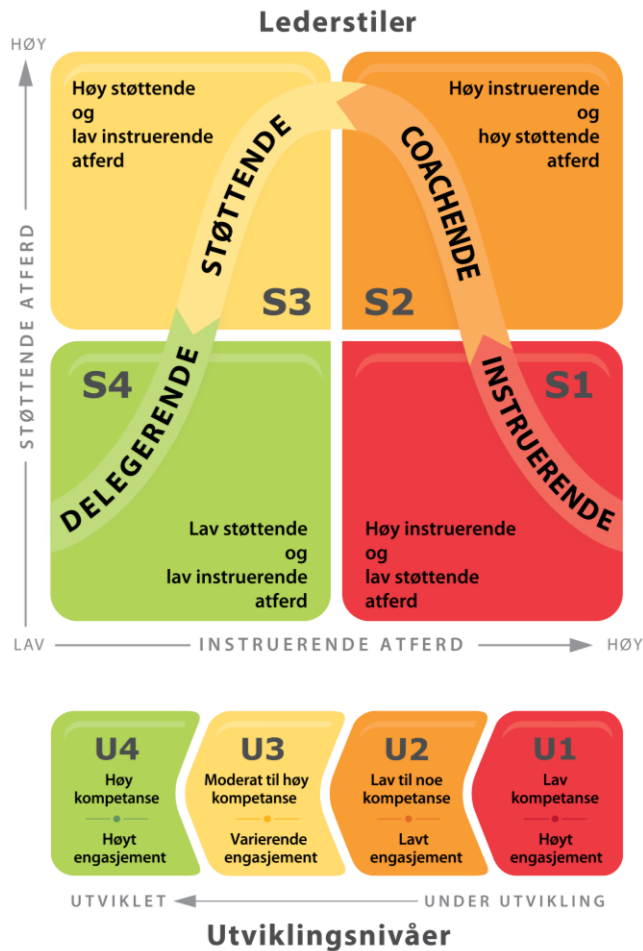 Lederstiler
HØY
Høy støttende
og
lav instruerende
atferd
Høy instruerende
og
høy støttende
atferd
STØTTENDE
COACHENDE
STØTTENDE ATFERD
S3
S2
S4
S1
DELEGERENDE
INSTRUERENDE
Lav støttende
og
lav instruerende
atferd
Høy instruerende
og
lav støttende
atferd
LAV
INSTRUERENDE ATFERD
HØY
U4
Høy
kompetanse
Høyt
engasjement
U3
Moderat til høy
kompetanse
Varierende
engasjement
U2
Lav til noe
kompetanse
Lavt
engasjement
U1
Lav
kompetanse
Høyt
engasjement
UTVIKLET
UNDER UTVIKLING
Utviklingsnivåer